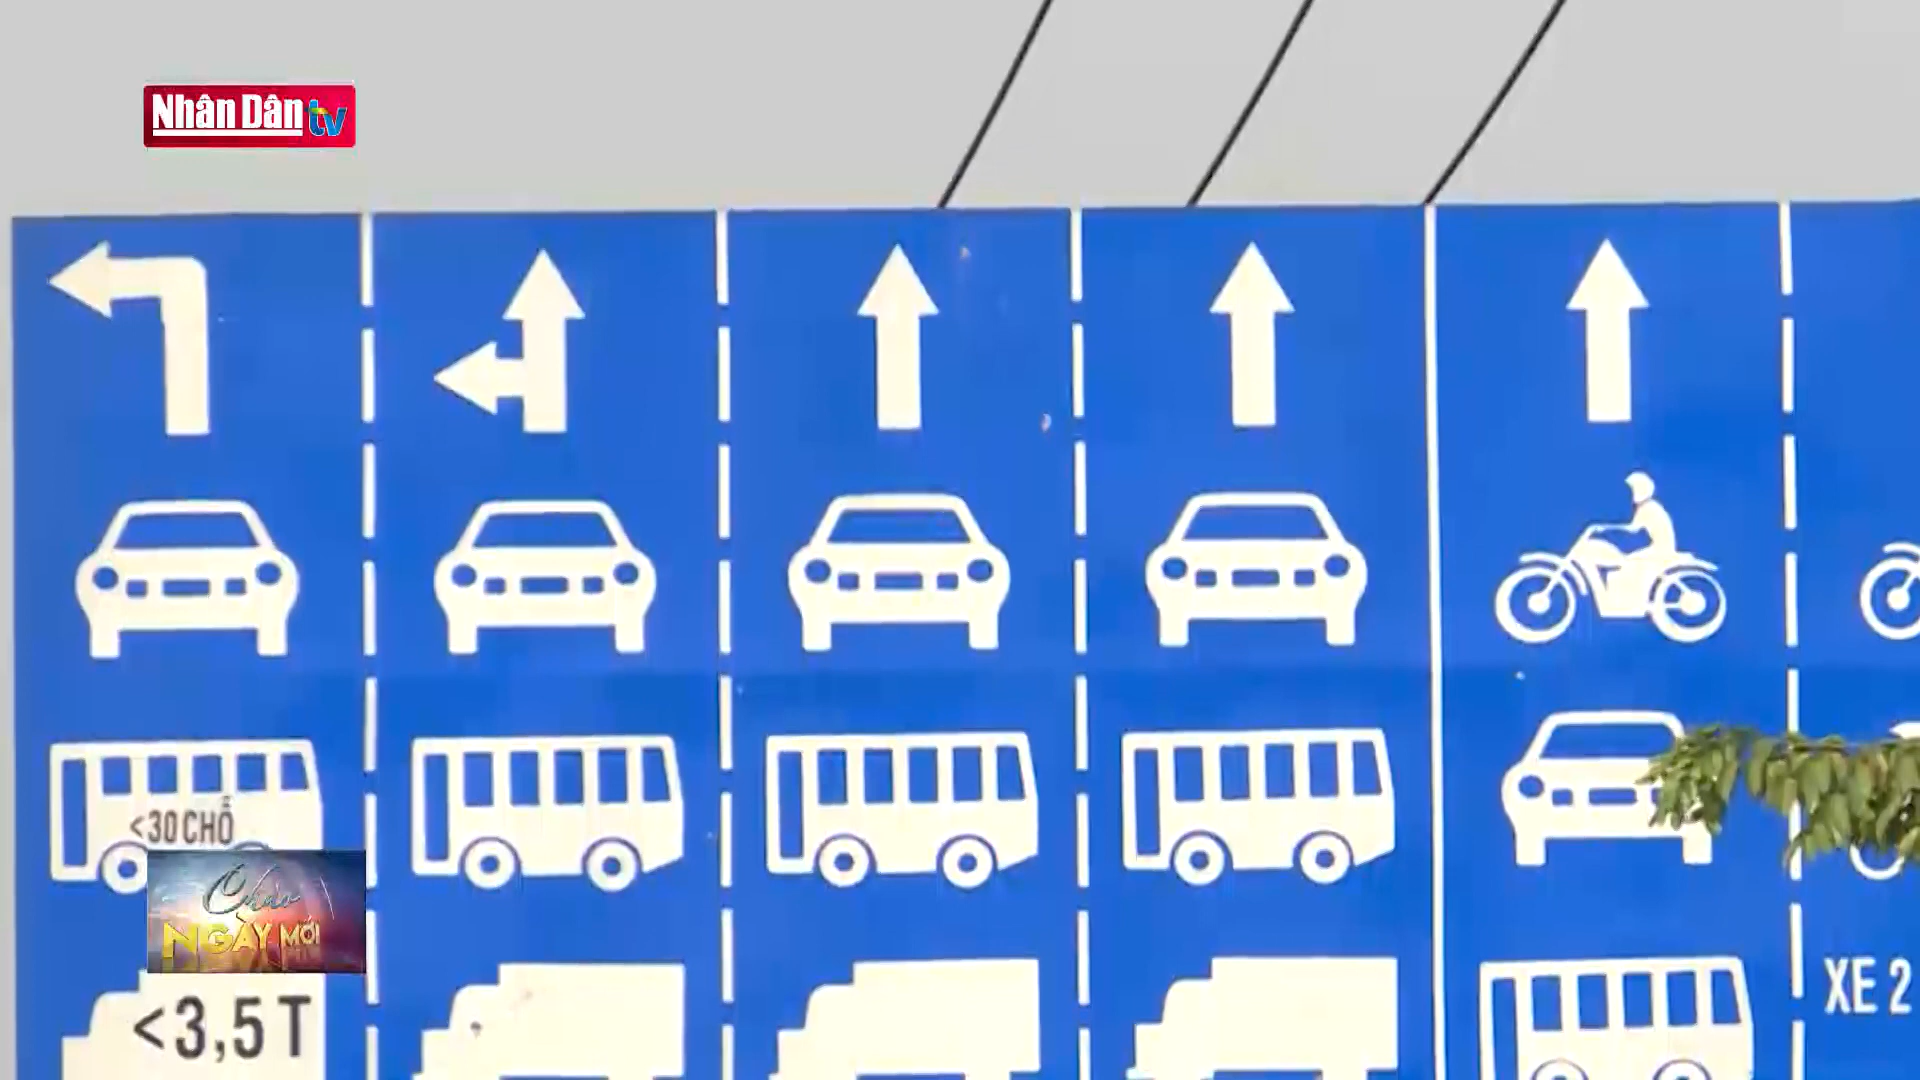 Nhân Dân tv
<30 CHỖ
Chào
NGÀY MỚI
<3,5 T
XE 2